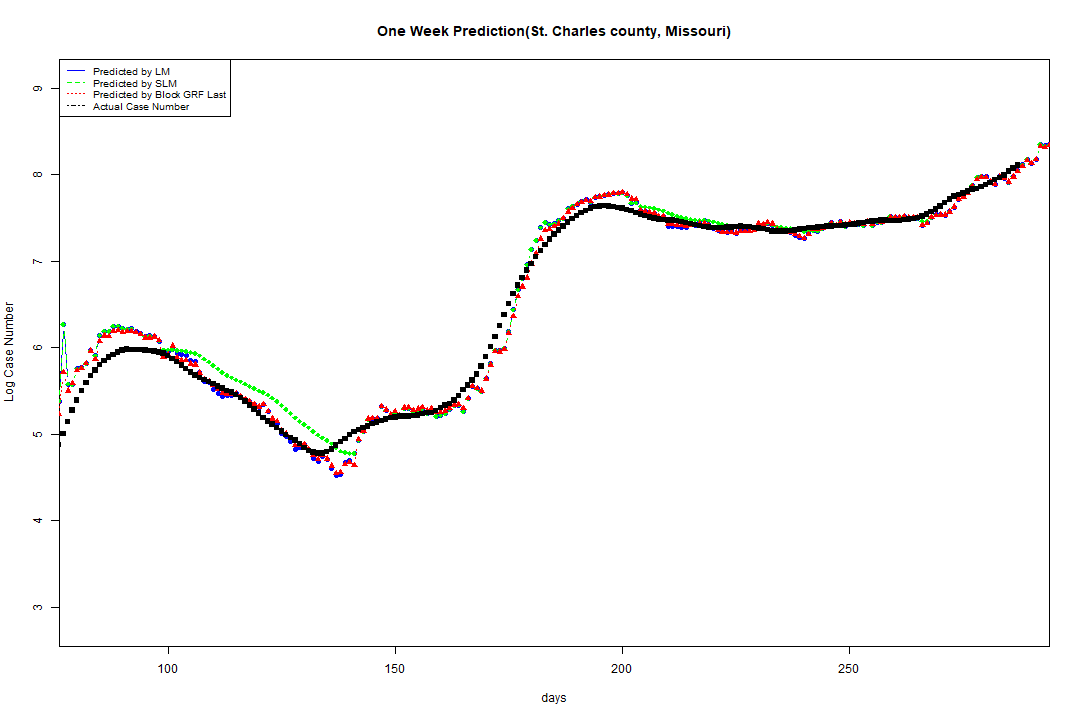 One Week Prediction(St. Charles county, Missouri)
Predicted by LM
Predicted by SLM
Predicted by Block GRF Last
Actual Case Number
9
8
7
6
5
4
3
Log Case Number
100 150 200 250
days